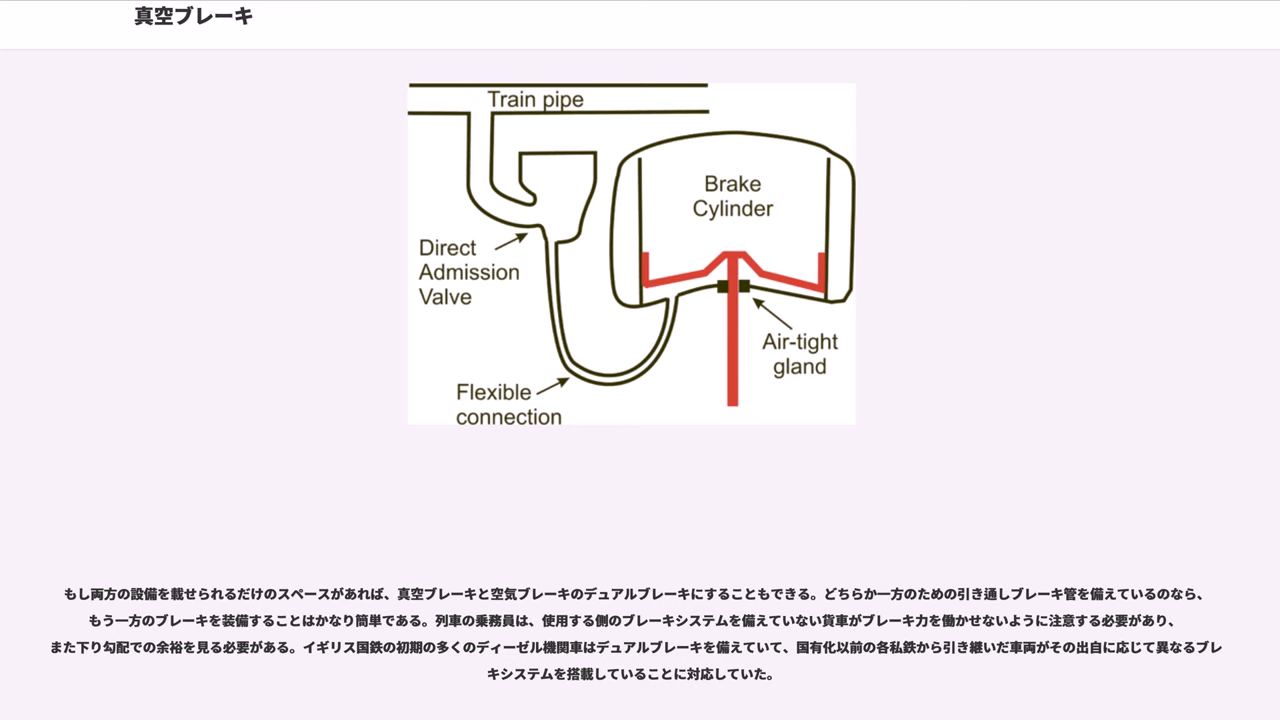 真空ブレーキ
Train pipe
Brake
Cylinder
Direct
Admission
Valve
Air-tight
gland
Flexible
connection
もし両方の設備を載せられるだけのスペースがあれば、真空ブレーキと空気ブレーキのデュアルブレーキにすることもできる。どちらか一方のための引き通しブレーキ管を備えているのなら、
もう一方のブレーキを装備することはかなり簡単である。列車の乗務員は、使用する側のブレーキシステムを備えていない貨車がブレーキ力を働かせないように注意する必要があり、
また下り勾配での余裕を見る必要がある。イギリス国鉄の初期の多くのディーゼル機関車はデュアルブレーキを備えていて、国有化以前の各私鉄から引き継いだ車両がその出自に応じて異なるブレ
キシステムを搭載していることに対応していた。